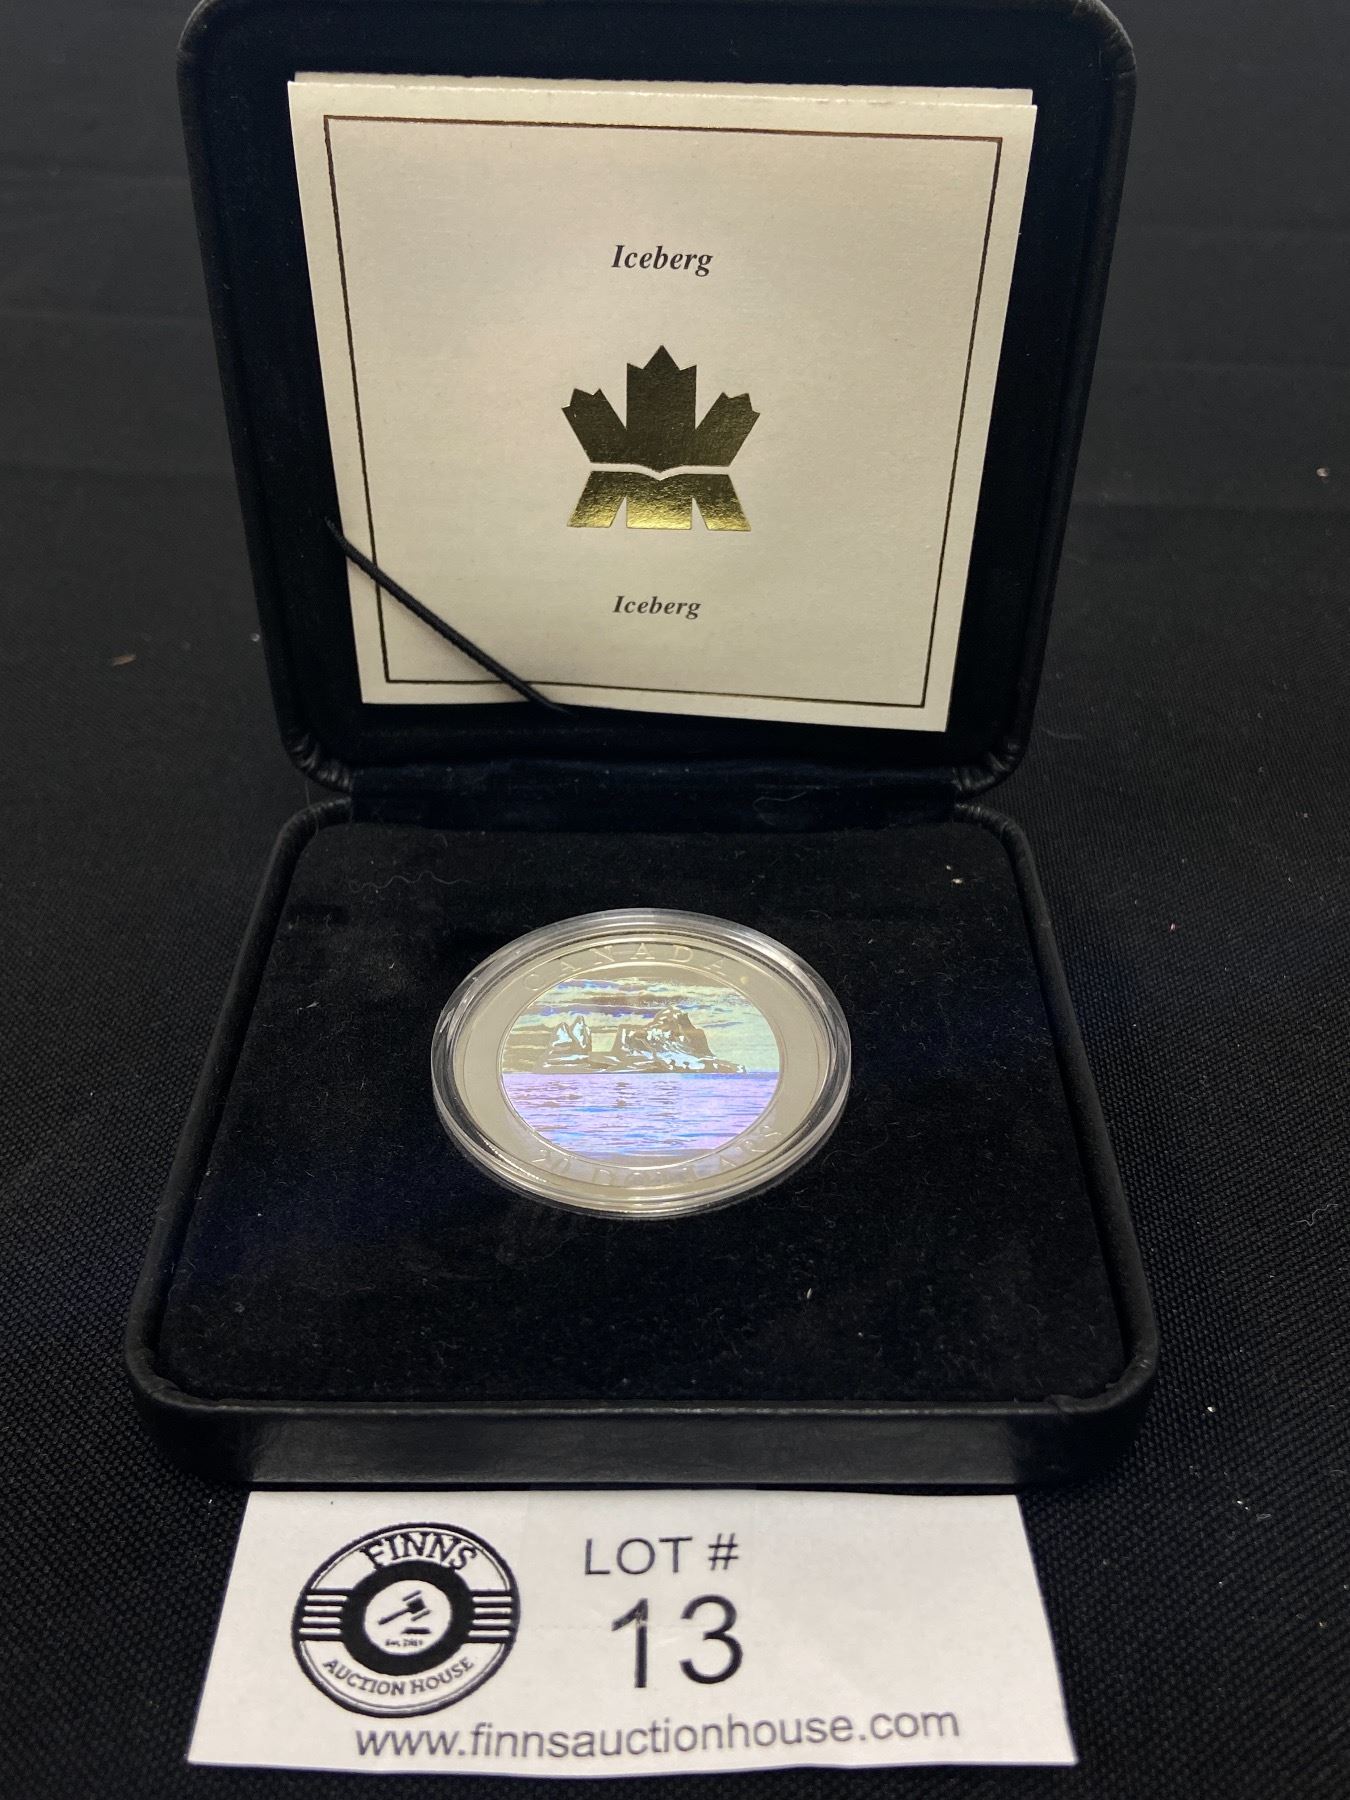 Iceberg
Iceberg
CANADA
20 DOLLARS
FINNS
AUCTION HOUSE
LOT #
13
www.finnsauctionhouse.com